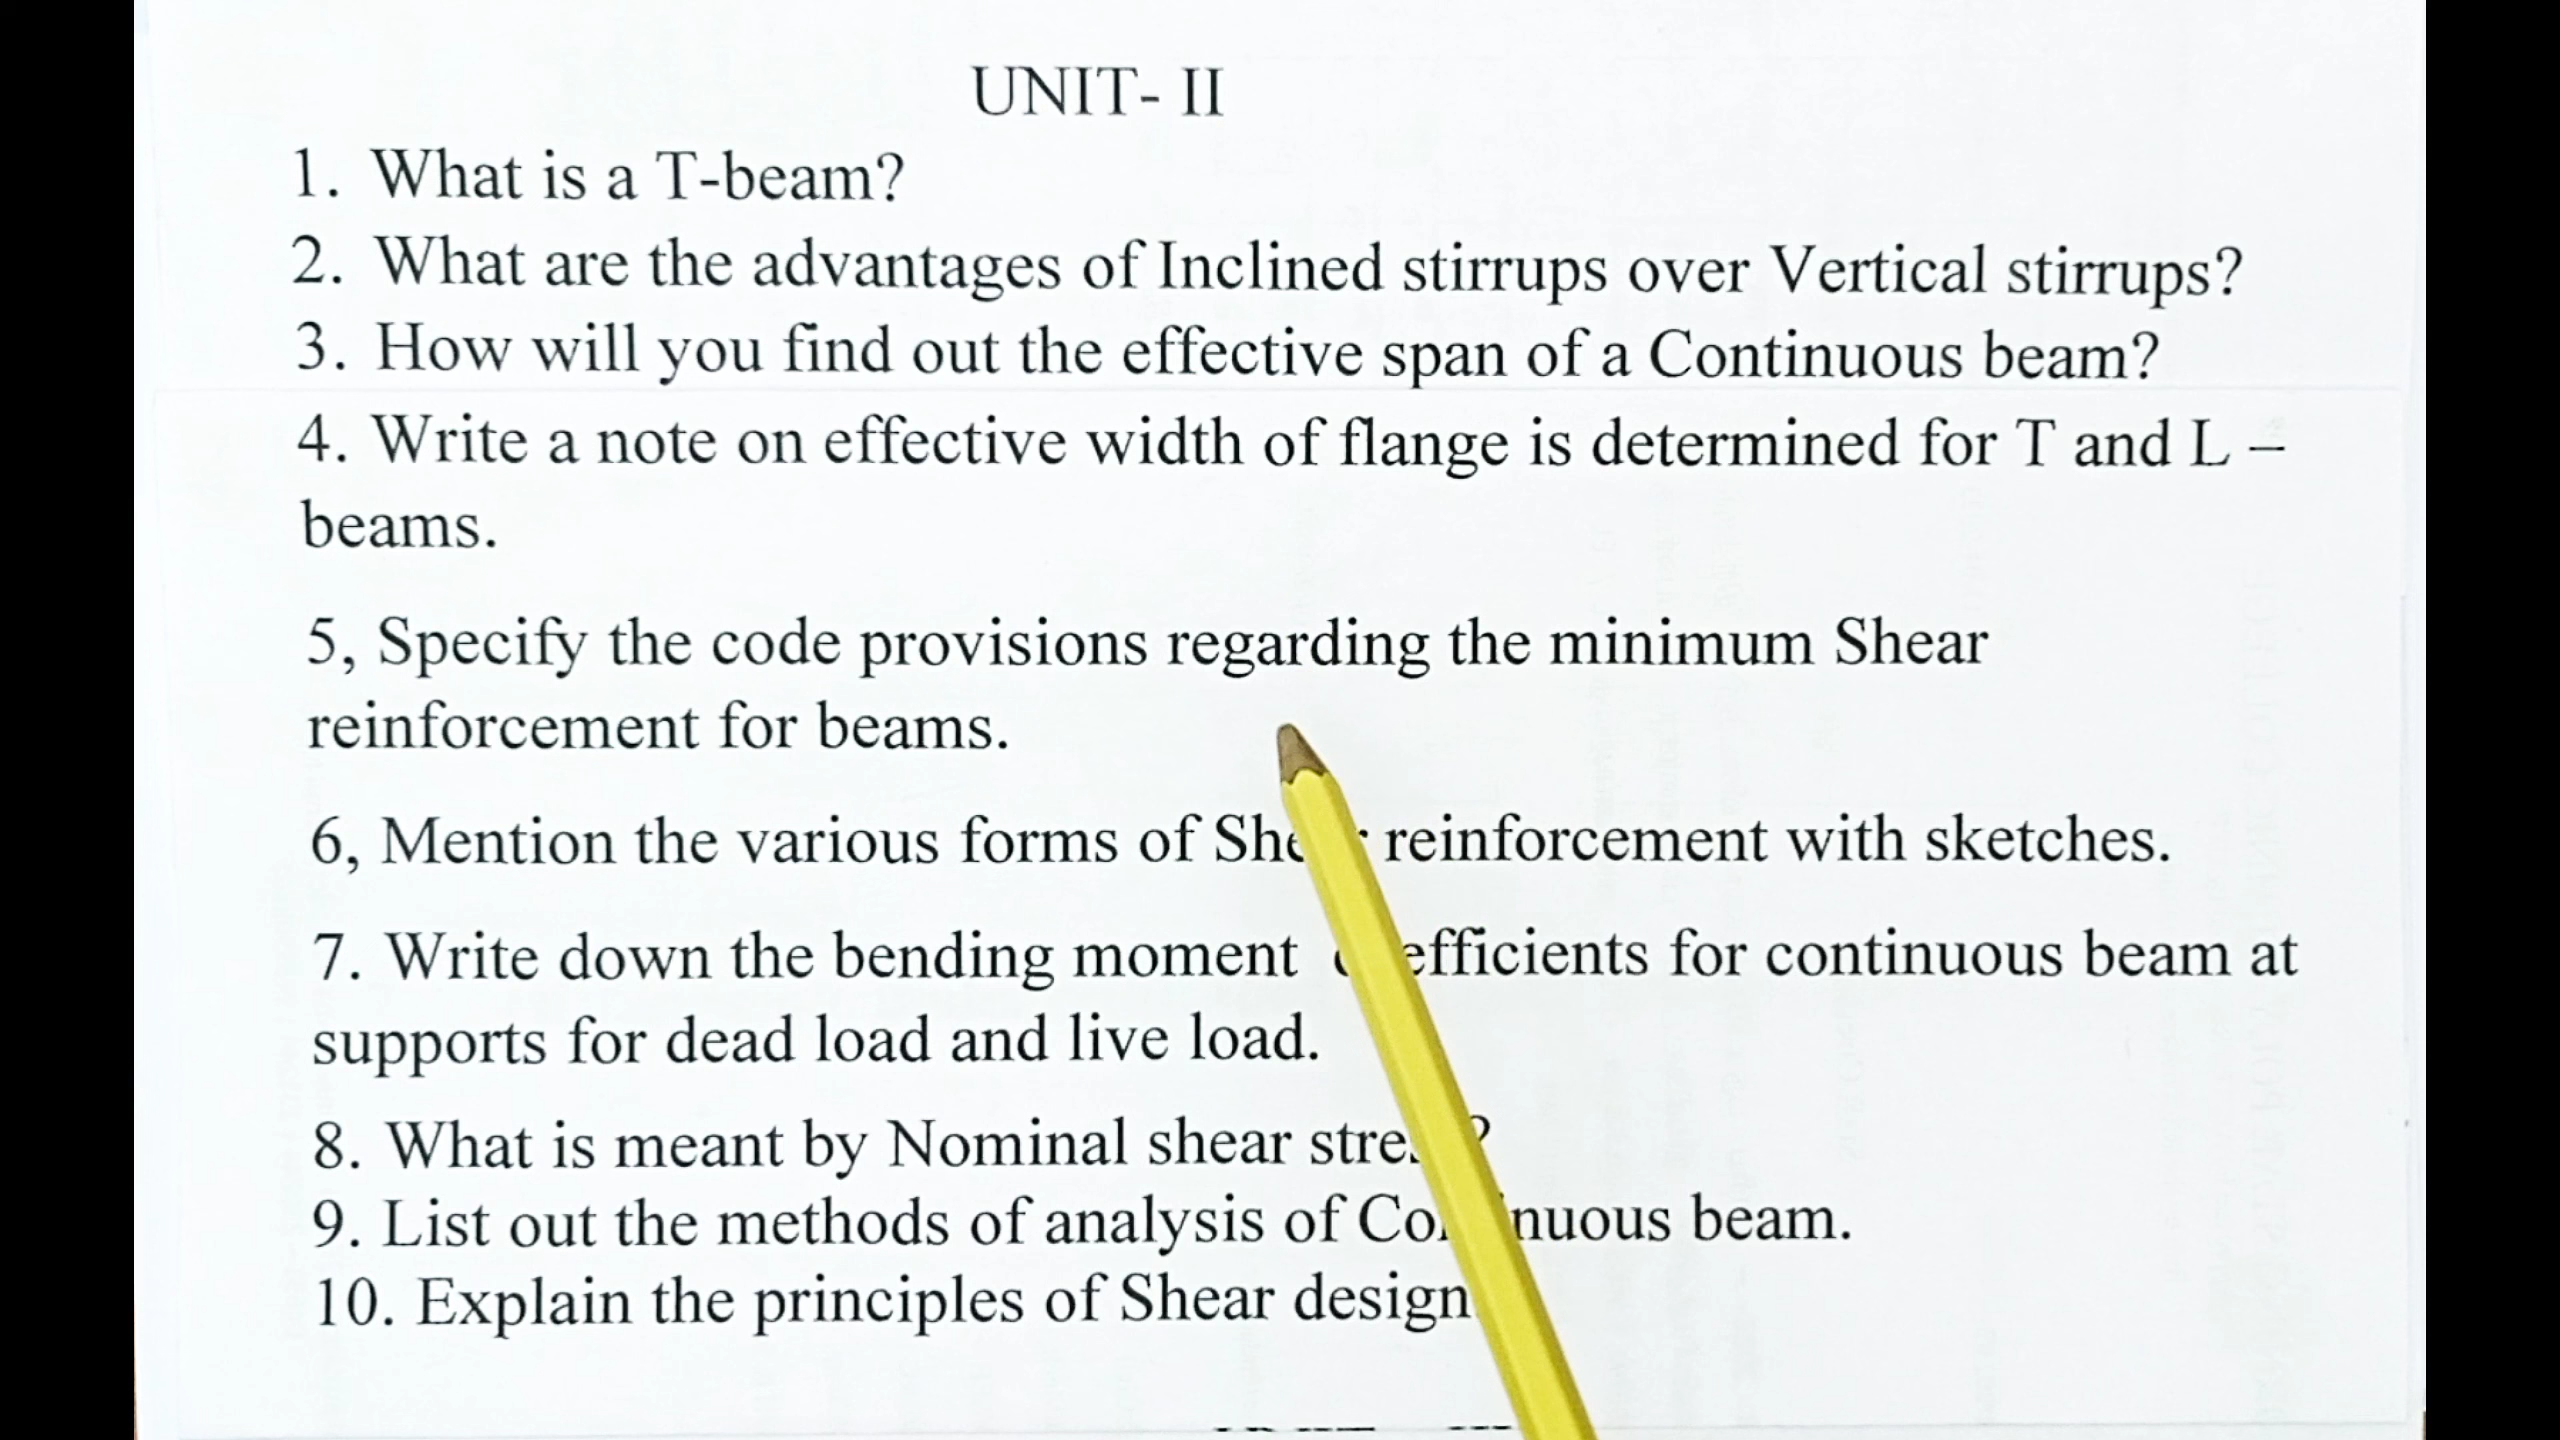 UNIT- II
1. What is a T-beam?
2. What are the advantages of Inclined stirrups over Vertical stirrups?
3. How will you find out the effective span of a Continuous beam?
4. Write a note on effective width of flange is determined for T and L –
beams.
5, Specify the code provisions regarding the minimum Shear
reinforcement for beams.
6, Mention the various forms of Shear reinforcement with sketches.
7. Write down the bending moment coefficients for continuous beam at
supports for dead load and live load.
8. What is meant by Nominal shear stress?
9. List out the methods of analysis of Continuous beam.
10. Explain the principles of Shear design